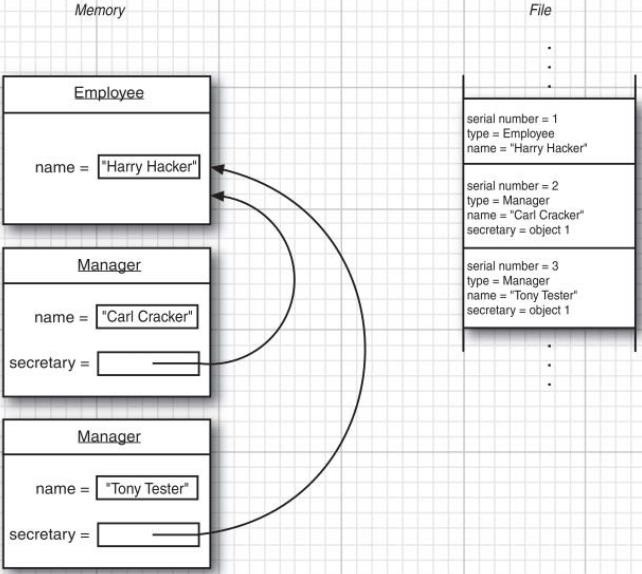 Memory
File
Employee
name = "Harry Hacker"
Manager
name = "Carl Cracker"
secretary =
Manager
name = "Tony Tester"
secretary =
serial number = 1
type = Employee
name = "Harry Hacker"
serial number = 2
type = Manager
name = "Carl Cracker"
secretary = object 1
serial number = 3
type = Manager
name = "Tony Tester"
secretary = object 1